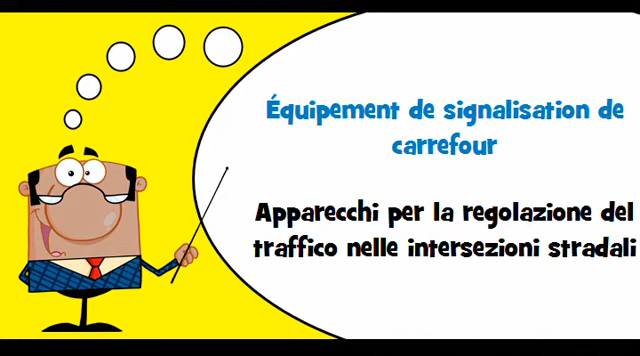 Équipement de signalisation de
carrefour
Apparecchi per la regolazione del
traffico nelle intersezioni stradali